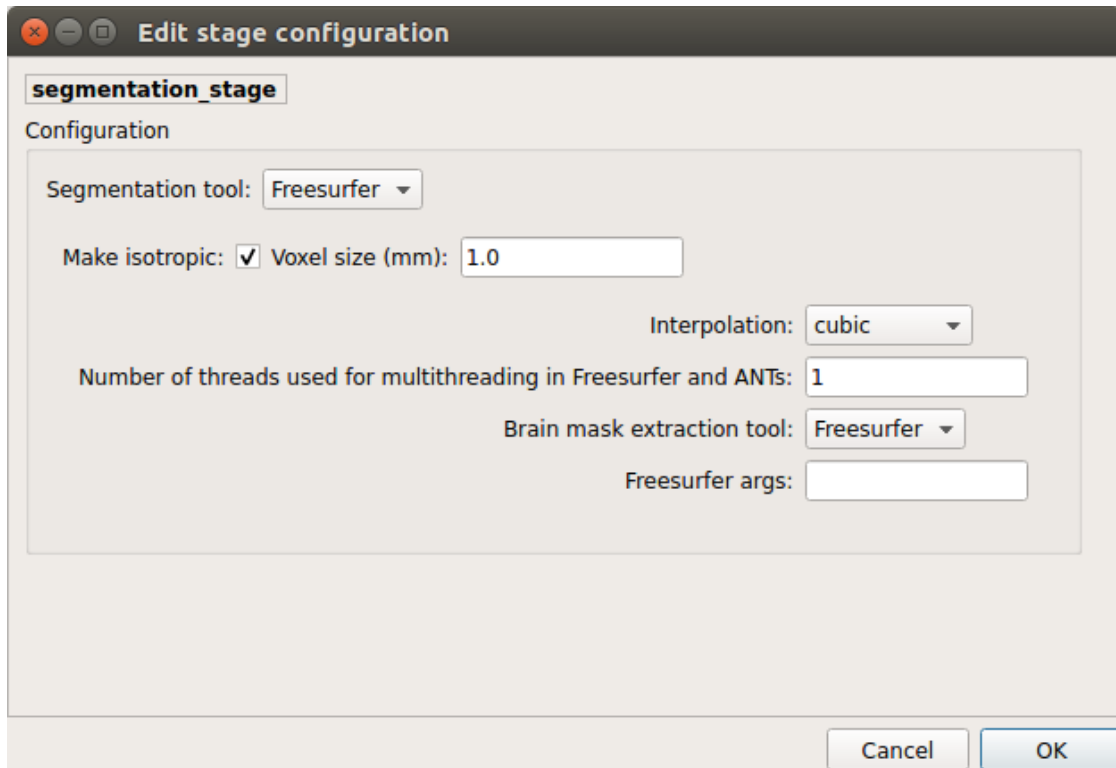 Edit stage configuration
segmentation_stage
Configuration
Segmentation tool: Freesurfer
Make isotropic: Voxel size (mm): 1.0
Interpolation: cubic
Number of threads used for multithreading in Freesurfer and ANTs: 1
Brain mask extraction tool: Freesurfer
Freesurfer args:
Cancel OK